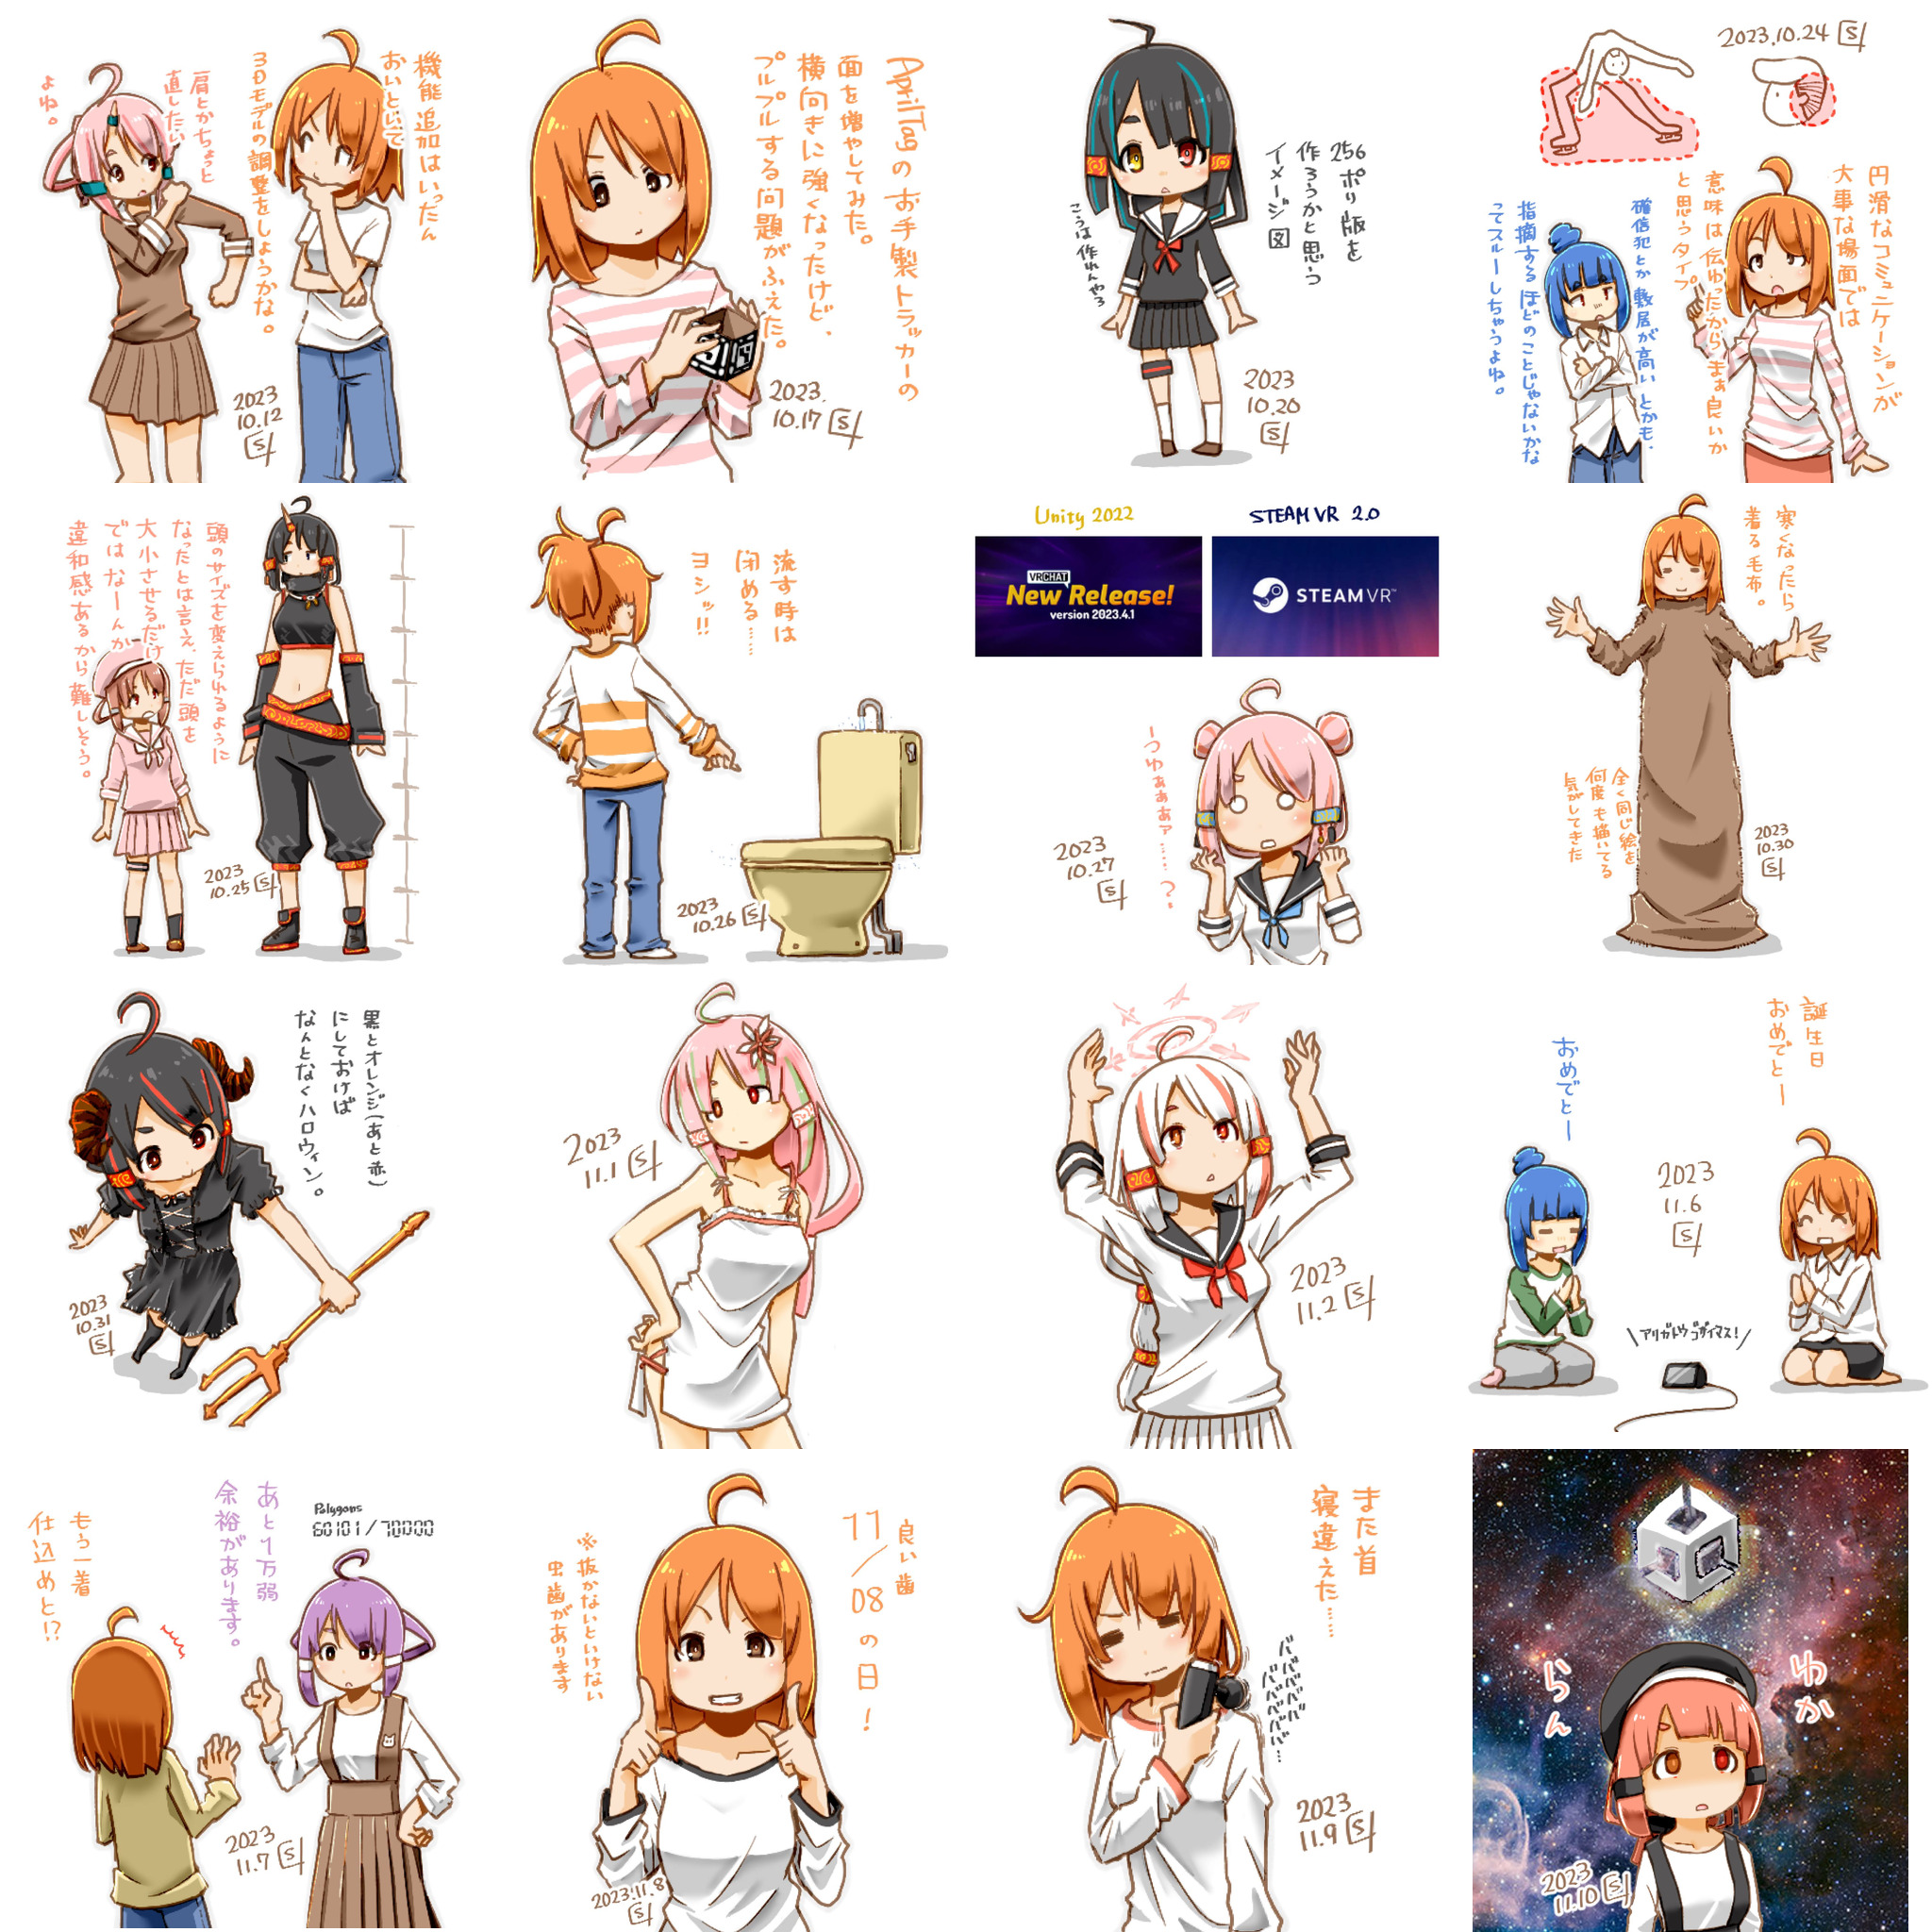 機能追加はいったん
おいといて
3Dモデルの調整をしようかな。
肩とかちょっと
直したい
よね。
2023
10.12
S
AprilTagのお手製トラッカーの
面を増やしてみた。
横向きに強くなったけど、
プルプルする問題がふえた。
2023.
10.17
S
256ポリ版を
作ろうかと思う
イメージ図
こうは作れんやろ
2023
10.20
S
2023.10.24
S
円滑なコミュニケーションが
大事な場面では
意味は伝わったからまぁ良いか
と思うタイプ
確信犯とか敷居が高いとかも、
指摘するほどのことじゃないかな
ってスルーしちゃうよね。
頭のサイズを変えられるように
なったとは言え、ただ頭を
大小させるだけ
ではなーんか
違和感あるから難しそう。
2023
10.25
S
流す時は
閉める……
ヨシッ!!
2023
10.26
S
Unity 2022
STEAM VR 2.0
VRCHAT
New Release!
version 2023.4.1
STEAMVR™
ーつゅぁぁぁァ……?
2023
10.27
S
寒くなったら
着る毛布。
全く同じ絵を
何度も描いてる
気がしてきた
2023
10.30
S
黒とオレンジ(あと赤)
にしておけば
なんとなくハロウィン。
2023
10.31
S
2023
11.1
S
2023
11.2
S
誕生日
おめでとー
おめでとー
2023
11.6
S
\アリガトウゴザイマス!/
Polygons
60101/70000
あと1万弱
余裕があります。
もう一着
仕込めと!?
2023
11.7
S
良い歯
11/08の日!
※抜かないといけない
虫歯があります
2023.11.8
S
また首
寝違えた……
ババババババババババ…
2023
11.9
S
わか
らん
2023
11.10
S